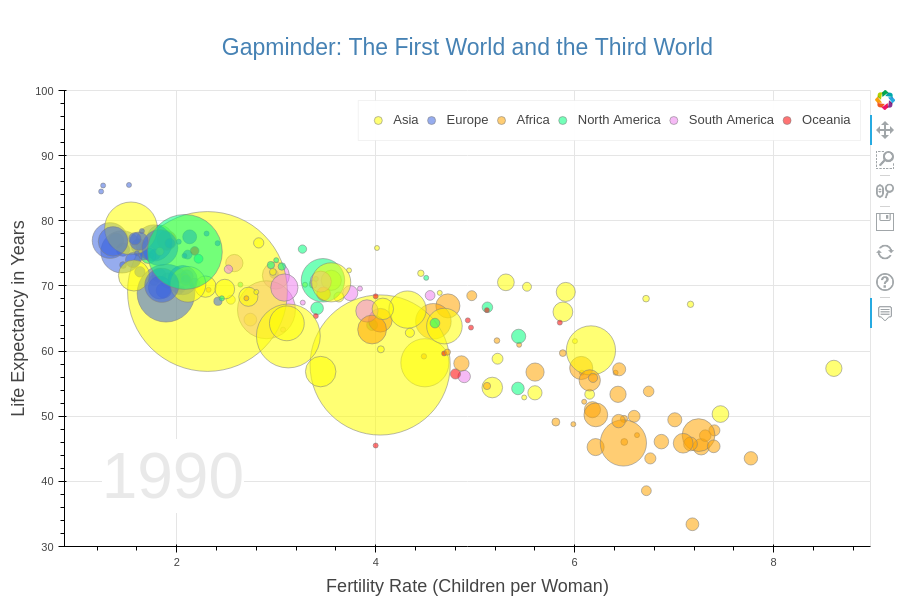 Gapminder: The First World and the Third World
Asia Europe Africa North America South America Oceania
Life Expectancy in Years
100
90
80
70
60
50
40
30
1990
2 4 6 8
Fertility Rate (Children per Woman)